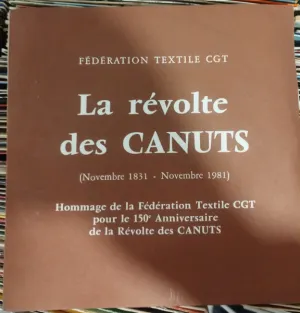 FÉDÉRATION TEXTILE CGT
La révolte
des CANUTS
(Novembre 1831 - Novembre 1981)
Hommage de la Fédération Textile CGT
pour le 150e Anniversaire
de la Révolte des CANUTS